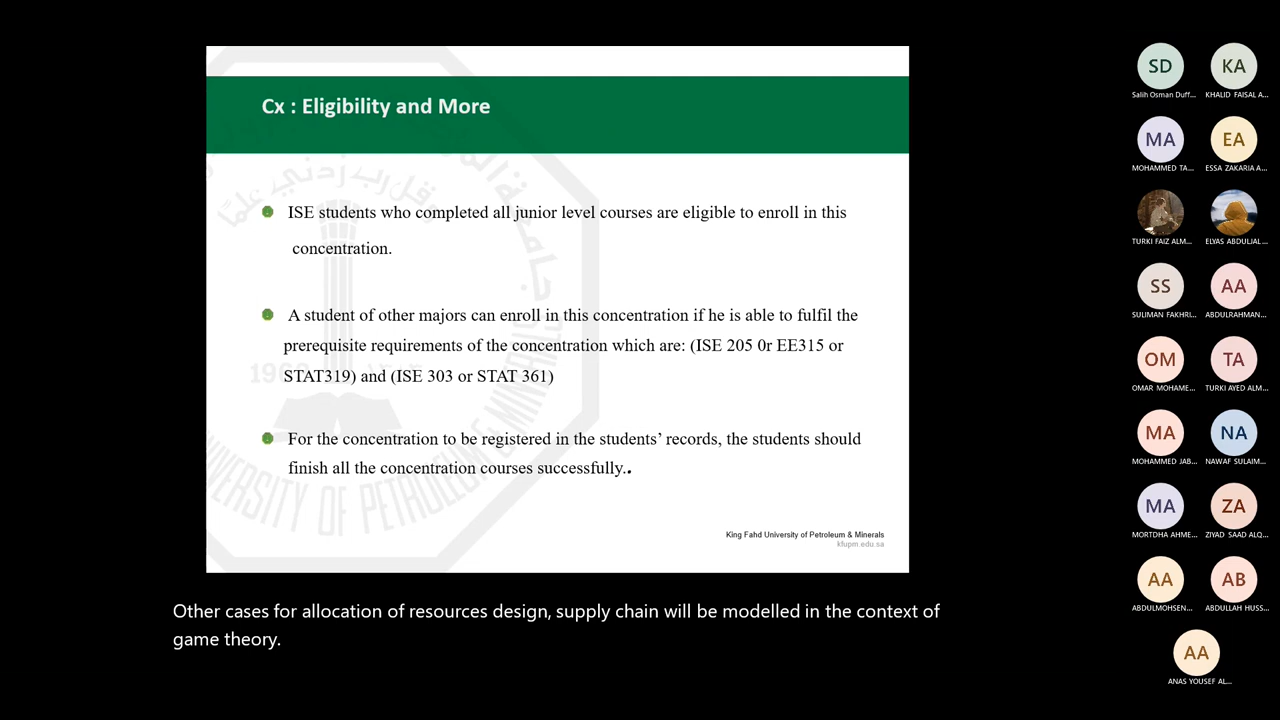 Cx : Eligibility and More
ISE students who completed all junior level courses are eligible to enroll in this
concentration.
A student of other majors can enroll in this concentration if he is able to fulfil the
prerequisite requirements of the concentration which are: (ISE 205 0r EE315 or
STAT319) and (ISE 303 or STAT 361)
For the concentration to be registered in the students’ records, the students should
finish all the concentration courses successfully..
King Fahd University of Petroleum & Minerals
kfupm.edu.sa
وقل رب زدني علمًا
UNIVERSITY OF PETROLEUM & MINERALS
Other cases for allocation of resources design, supply chain will be modelled in the context of
game theory.
SD
KA
Salih Osman Duff...
KHALID FAISAL A...
MA
EA
MOHAMMED TA...
ESSA ZAKARIA A...
TURKI FAIZ ALM...
ELYAS ABDULJAL...
SS
AA
SULIMAN FAKHRI...
ABDULRAHMAN...
OM
TA
OMAR MOHAME...
TURKI AYED ALM...
MA
NA
MOHAMMED JAB...
NAWAF SULAIM...
MA
ZA
MORTDHA AHME...
ZIYAD SAAD ALQ...
AA
AB
ABDULMOHSEN...
ABDULLAH HUSS...
AA
ANAS YOUSEF AL...